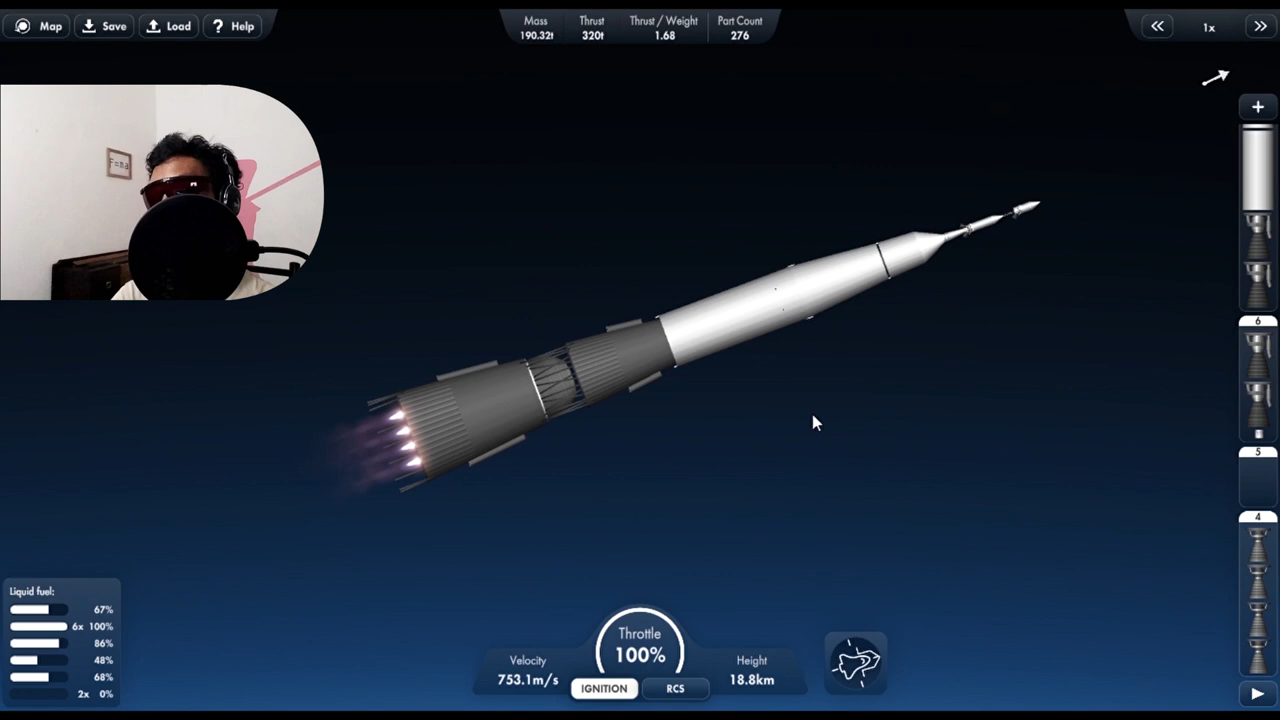 Map
Save
Load
Help
Mass
190.32t
Thrust
320t
Thrust / Weight
1.68
Part Count
276
1x
F=ma
6
5
4
Liquid fuel:
67%
6x 100%
86%
48%
68%
2x 0%
Velocity
753.1m/s
Throttle
100%
Height
18.8km
IGNITION
RCS